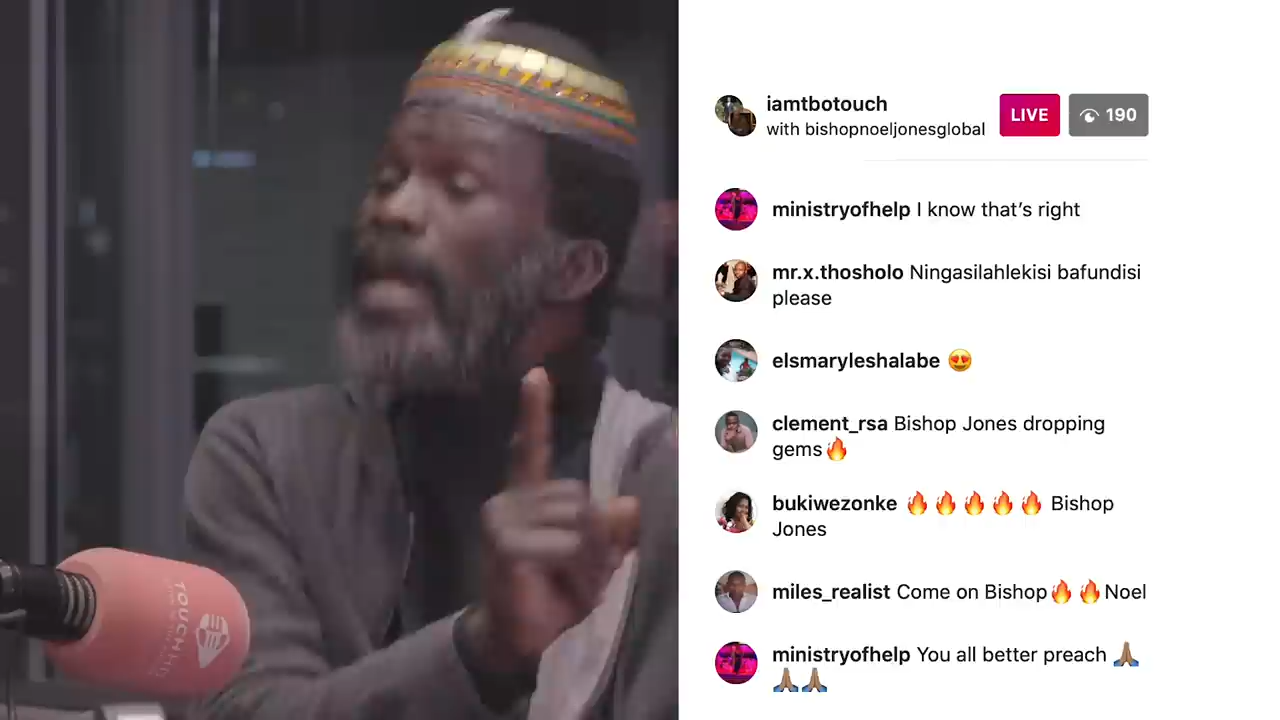 iamtbotouch
with bishopnoeljonesglobal
LIVE
190
ministryofhelp I know that’s right
mr.x.thosholo Ningasilahlekisi bafundisi
please
elsmaryleshalabe 😍
clement_rsa Bishop Jones dropping
gems🔥
bukiwezonke 🔥🔥🔥🔥🔥 Bishop
Jones
miles_realist Come on Bishop🔥🔥Noel
ministryofhelp You all better preach 🙏🏽
🙏🏽🙏🏽
TOUCHHD